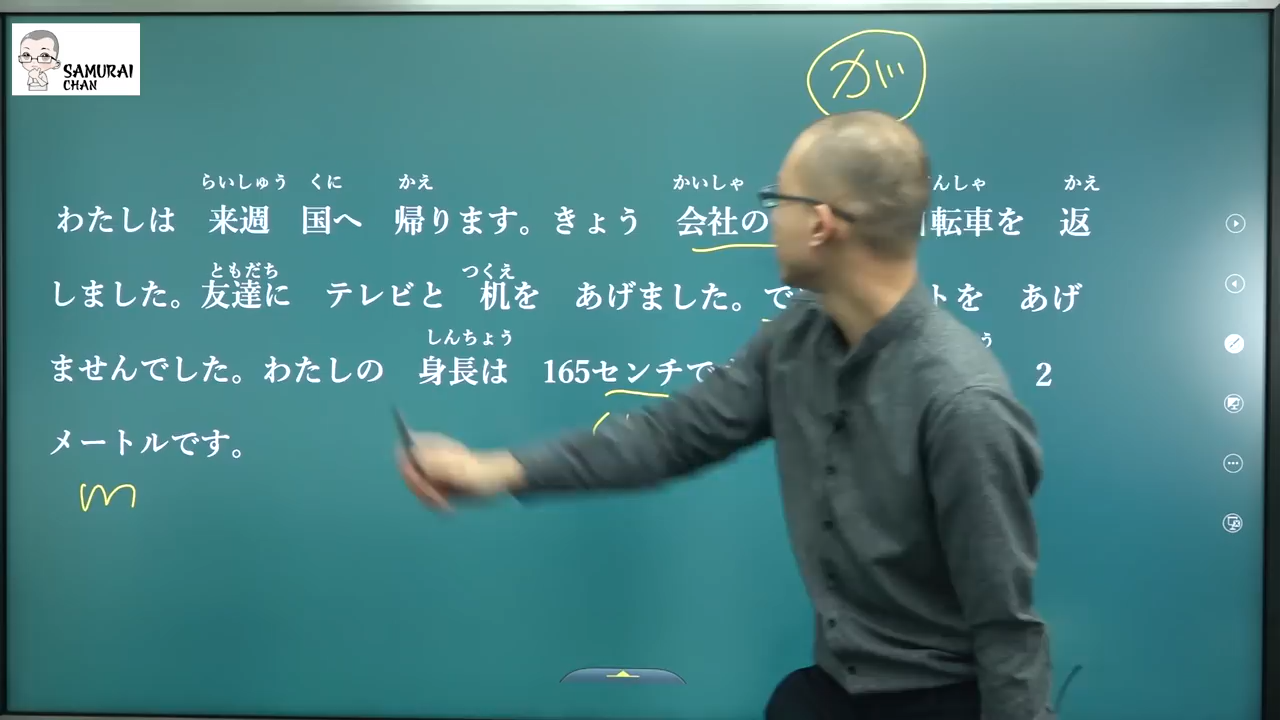 SAMURAI
CHAN
が
らいしゅう くに かえ かいしゃ んしゃ かえ
わたしは 来週 国へ 帰ります。きょう 会社の 転車を 返
ともだち つくえ
しました。友達に テレビと 机を あげました。で トを あげ
しんちょう う
ませんでした。わたしの 身長は 165センチで 2
メートルです。
m